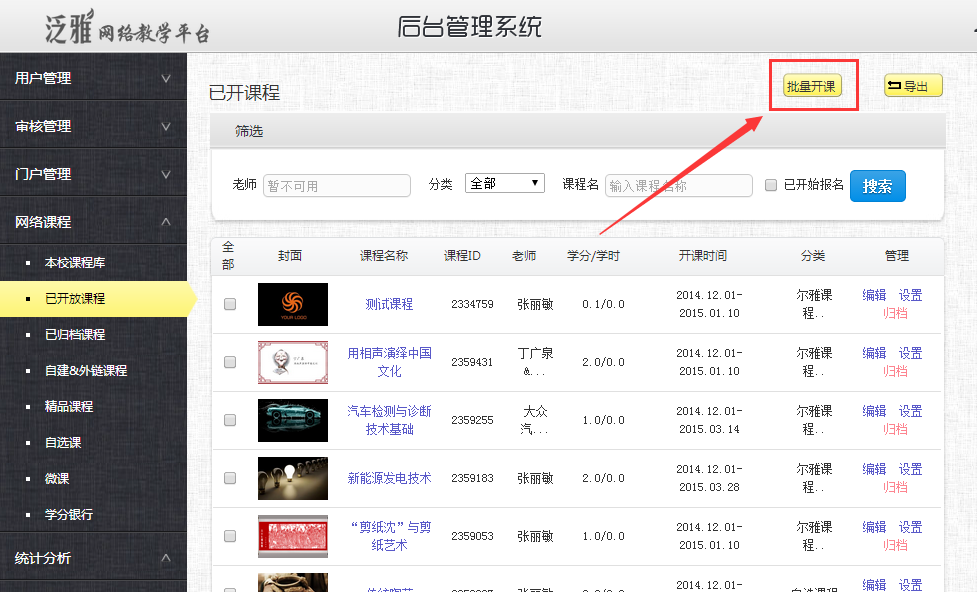 泛雅 网络教学平台
后台管理系统
用户管理
审核管理
门户管理
网络课程
本校课程库
已开放课程
已归档课程
自建&外链课程
精品课程
自选课
微课
学分银行
统计分析
已开课程
批量开课
导出
筛选
老师 暂不可用 分类 全部 课程名 输入课程名称 已开始报名 搜索
全部 封面 课程名称 课程ID 老师 学分/学时 开课时间 分类 管理
YOUR LOGO
测试课程 2334759 张丽敏 0.1/0.0 2014.12.01- 尔雅课 编辑 设置
2015.01.10 程.. 归档
用相声演绎中国 2359431 丁广泉 2.0/0.0 2014.12.01- 尔雅课 编辑 设置
文化 &... 2015.01.10 程.. 归档
汽车检测与诊断 2359255 大众 1.0/0.0 2014.12.01- 尔雅课 编辑 设置
技术基础 汽... 2015.03.14 程.. 归档
新能源发电技术 2359183 张丽敏 2.0/0.0 2014.12.01- 尔雅课 编辑 设置
2015.03.28 程.. 归档
“剪纸沈”与剪 2359053 张丽敏 1.0/0.0 2014.12.01- 尔雅课 编辑 设置
纸艺术 2015.01.10 程.. 归档
2014.12.01- 编辑 设置